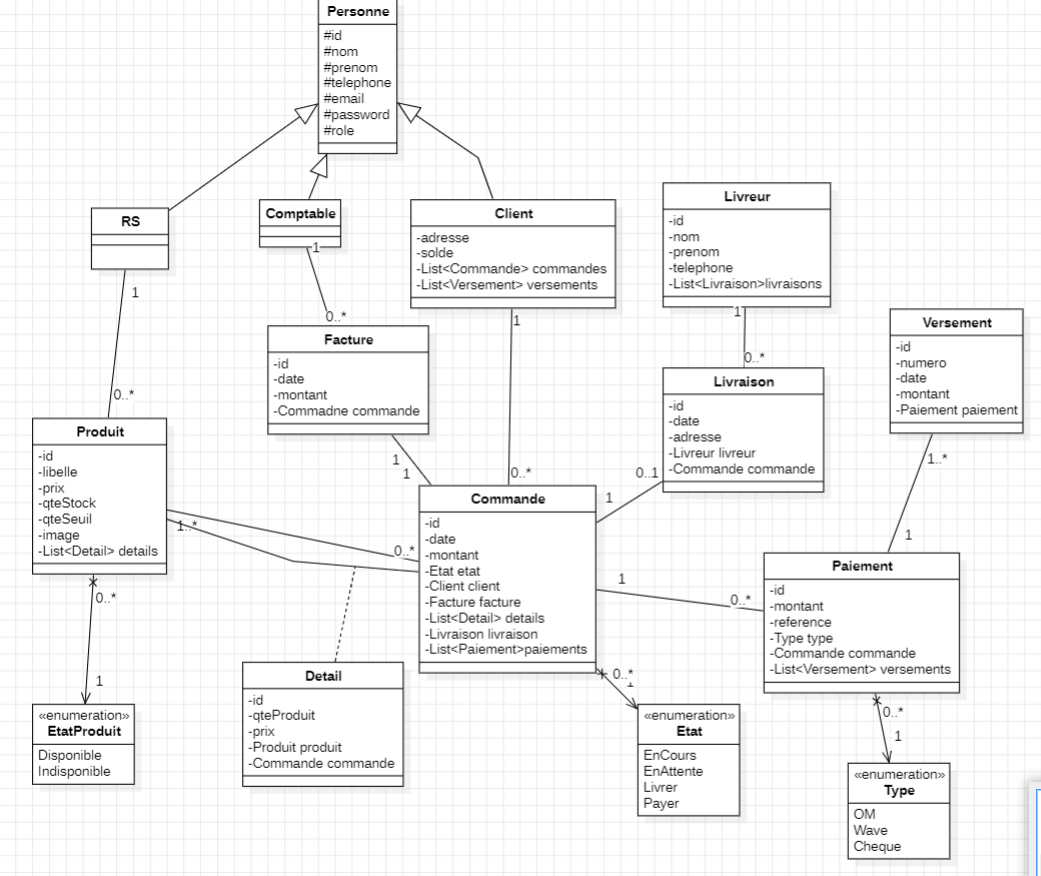 Personne
#id
#nom
#prenom
#telephone
#email
#password
#role
RS
Comptable
Client
-adresse
-solde
-List<Commande> commandes
-List<Versement> versements
Livreur
-id
-nom
-prenom
-telephone
-List<Livraison>livraisons
1
1
1
1
0..*
0..*
0..*
0..*
Facture
-id
-date
-montant
-Commadne commande
Livraison
-id
-date
-adresse
-Livreur livreur
-Commande commande
Versement
-id
-numero
-date
-montant
-Paiement paiement
1
1
0..1
1
1..*
1
Produit
-id
-libelle
-prix
-qteStock
-qteSeuil
-image
-List<Detail> details
1..*
0..*
Commande
-id
-date
-montant
-Etat etat
-Client client
-Facture facture
-List<Detail> details
-Livraison livraison
-List<Paiement>paiements
1
0..*
Paiement
-id
-montant
-reference
-Type type
-Commande commande
-List<Versement> versements
0..*
1
0..*
1
0..*
1
«enumeration»
EtatProduit
Disponible
Indisponible
Detail
-id
-qteProduit
-prix
-Produit produit
-Commande commande
«enumeration»
Etat
EnCours
EnAttente
Livrer
Payer
«enumeration»
Type
OM
Wave
Cheque